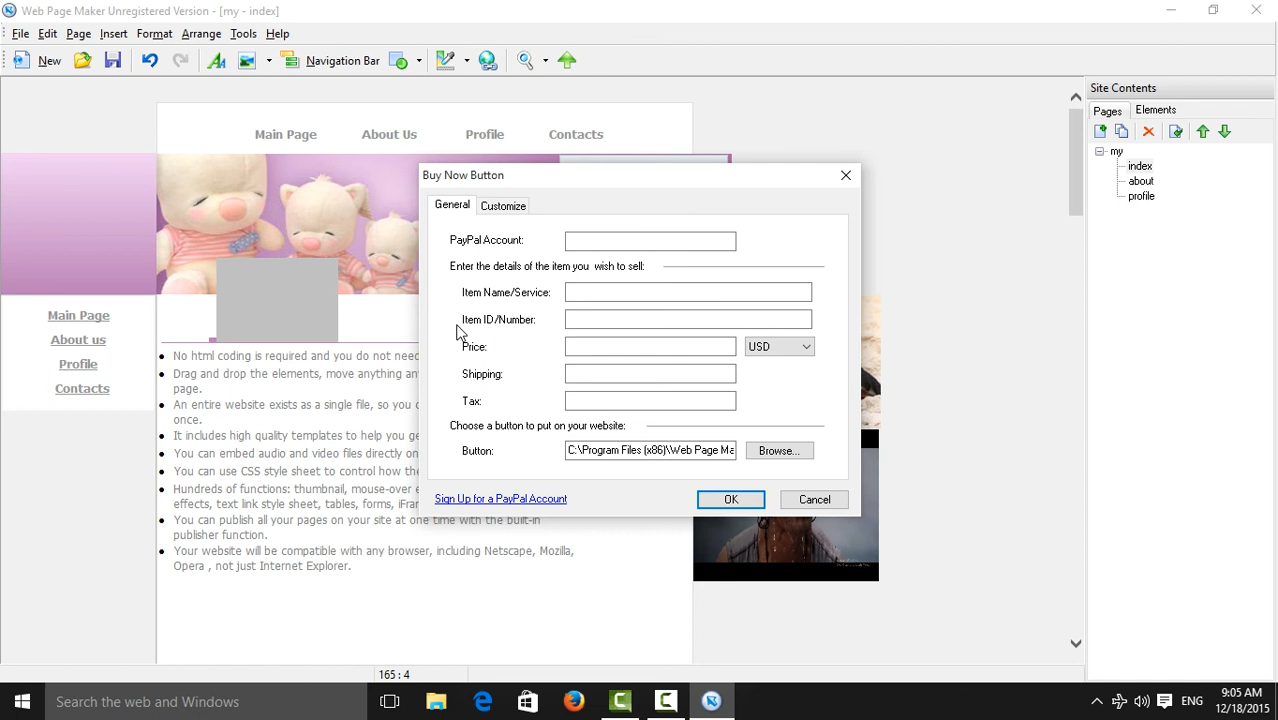 Web Page Maker Unregistered Version - [my - index]
File Edit Page Insert Format Arrange Tools Help
New Navigation Bar
Site Contents
Pages Elements
my
index
about
profile
Main Page About Us Profile Contacts
Main Page
About us
Profile
Contacts
No html coding is required and you do not need
Drag and drop the elements, move anything any
page.
An entire website exists as a single file, so you c
once.
It includes high quality templates to help you ge
You can embed audio and video files directly on
You can use CSS style sheet to control how the
Hundreds of functions: thumbnail, mouse-over e
effects, text link style sheet, tables, forms, iFran
You can publish all your pages on your site at one time with the built-in
publisher function.
Your website will be compatible with any browser, including Netscape, Mozilla,
Opera , not just Internet Explorer.
Buy Now Button
General Customize
PayPal Account:
Enter the details of the item you wish to sell:
Item Name/Service:
Item ID/Number:
Price: USD
Shipping:
Tax:
Choose a button to put on your website:
Button: C:\Program Files (x86)\Web Page Ma Browse...
Sign Up for a PayPal Account OK Cancel
165 : 4
Search the web and Windows
ENG
9:05 AM
12/18/2015